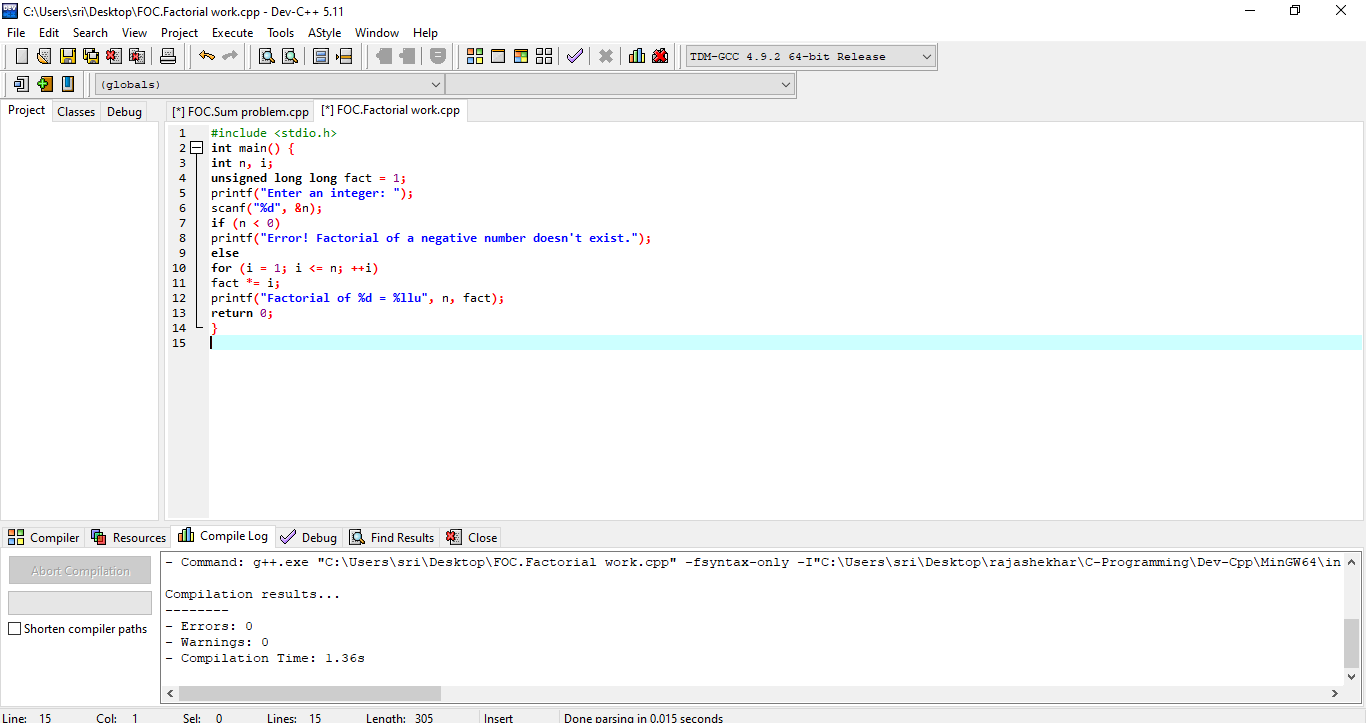 C:\Users\sri\Desktop\FOC.Factorial work.cpp - Dev-C++ 5.11
File Edit Search View Project Execute Tools AStyle Window Help
TDM-GCC 4.9.2 64-bit Release
(globals)
Project Classes Debug [*] FOC.Sum problem.cpp [*] FOC.Factorial work.cpp
1 #include <stdio.h>
2 int main() {
3 int n, i;
4 unsigned long long fact = 1;
5 printf("Enter an integer: ");
6 scanf("%d", &n);
7 if (n < 0)
8 printf("Error! Factorial of a negative number doesn't exist.");
9 else
10 for (i = 1; i <= n; ++i)
11 fact *= i;
12 printf("Factorial of %d = %llu", n, fact);
13 return 0;
14 }
15
Compiler Resources Compile Log Debug Find Results Close
Abort Compilation
Shorten compiler paths
- Command: g++.exe "C:\Users\sri\Desktop\FOC.Factorial work.cpp" -fsyntax-only -I"C:\Users\sri\Desktop\rajashekhar\C-Programming\Dev-Cpp\MinGW64\in
Compilation results...
--------
- Errors: 0
- Warnings: 0
- Compilation Time: 1.36s
Line: 15 Col: 1 Sel: 0 Lines: 15 Length: 305 Insert Done parsing in 0.015 seconds